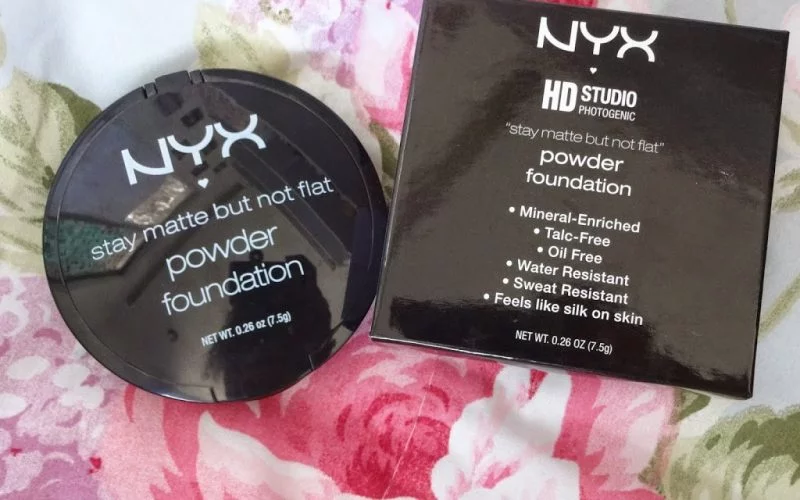 NYX
stay matte but not flat
powder
foundation
NET WT. 0.26 oz (7.5g)
NYX
HD STUDIO
PHOTOGENIC
"stay matte but not flat"
powder
foundation
• Mineral-Enriched
• Talc-Free
• Oil Free
• Water Resistant
• Sweat Resistant
• Feels like silk on skin
NET WT. 0.26 OZ (7.5g)